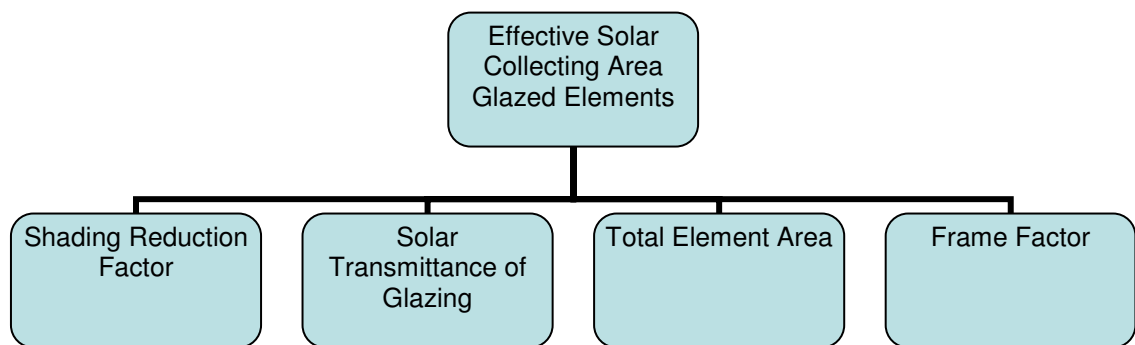 Effective Solar
Collecting Area
Glazed Elements
Shading Reduction
Factor
Solar
Transmittance of
Glazing
Total Element Area
Frame Factor